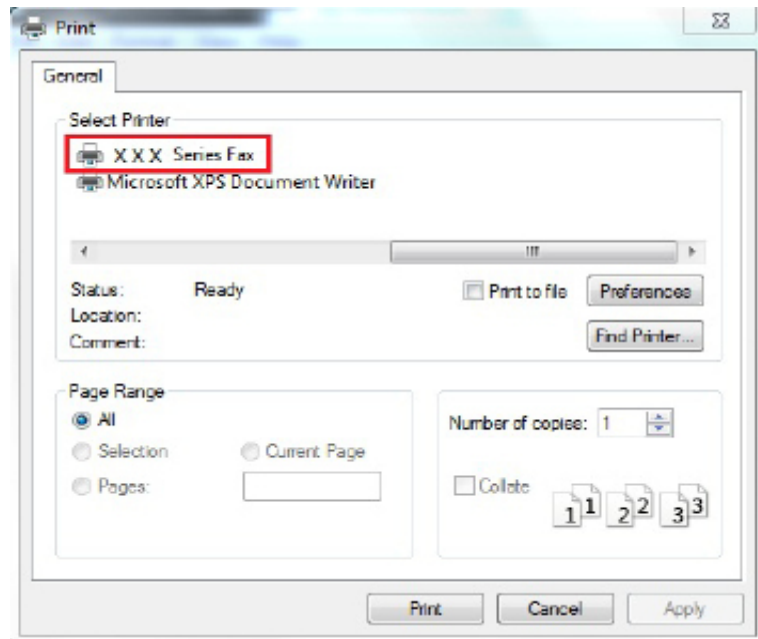 Print
General
Select Printer
X X X Series Fax
Microsoft XPS Document Writer
Status: Ready
Print to file
Preferences
Location:
Find Printer...
Comment:
Page Range
All
Selection
Current Page
Pages:
Number of copies: 1
Collate
1 1 2 2 3 3
Print
Cancel
Apply